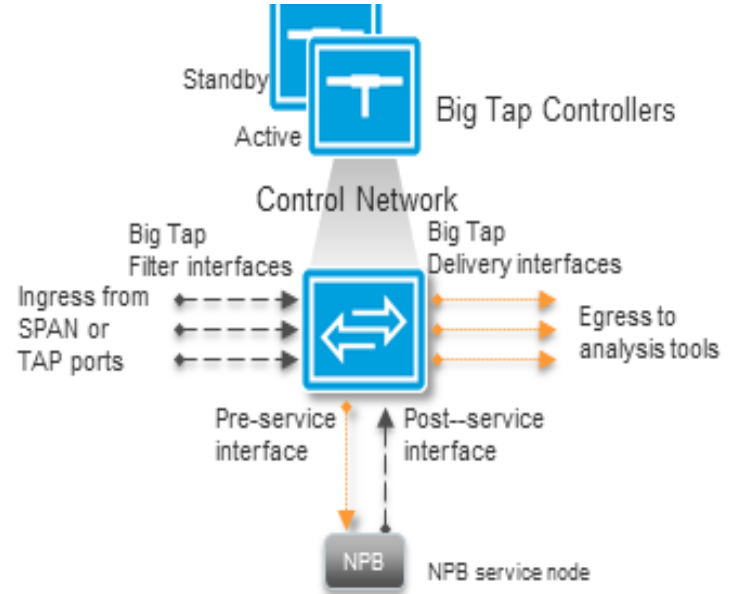 Standby
Active
Big Tap Controllers
Control Network
Big Tap
Filter interfaces
Big Tap
Delivery interfaces
Ingress from
SPAN or
TAP ports
Egress to
analysis tools
Pre-service
interface
Post--service
interface
NPB
NPB service node